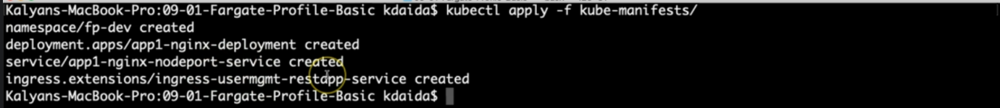 Kalyans-MacBook-Pro:09-01-Fargate-Profile-Basic kdaida$ kubectl apply -f kube-manifests/
namespace/fp-dev created
deployment.apps/app1-nginx-deployment created
service/app1-nginx-nodeport-service created
ingress.extensions/ingress-usermgmt-restapp-service created
Kalyans-MacBook-Pro:09-01-Fargate-Profile-Basic kdaida$